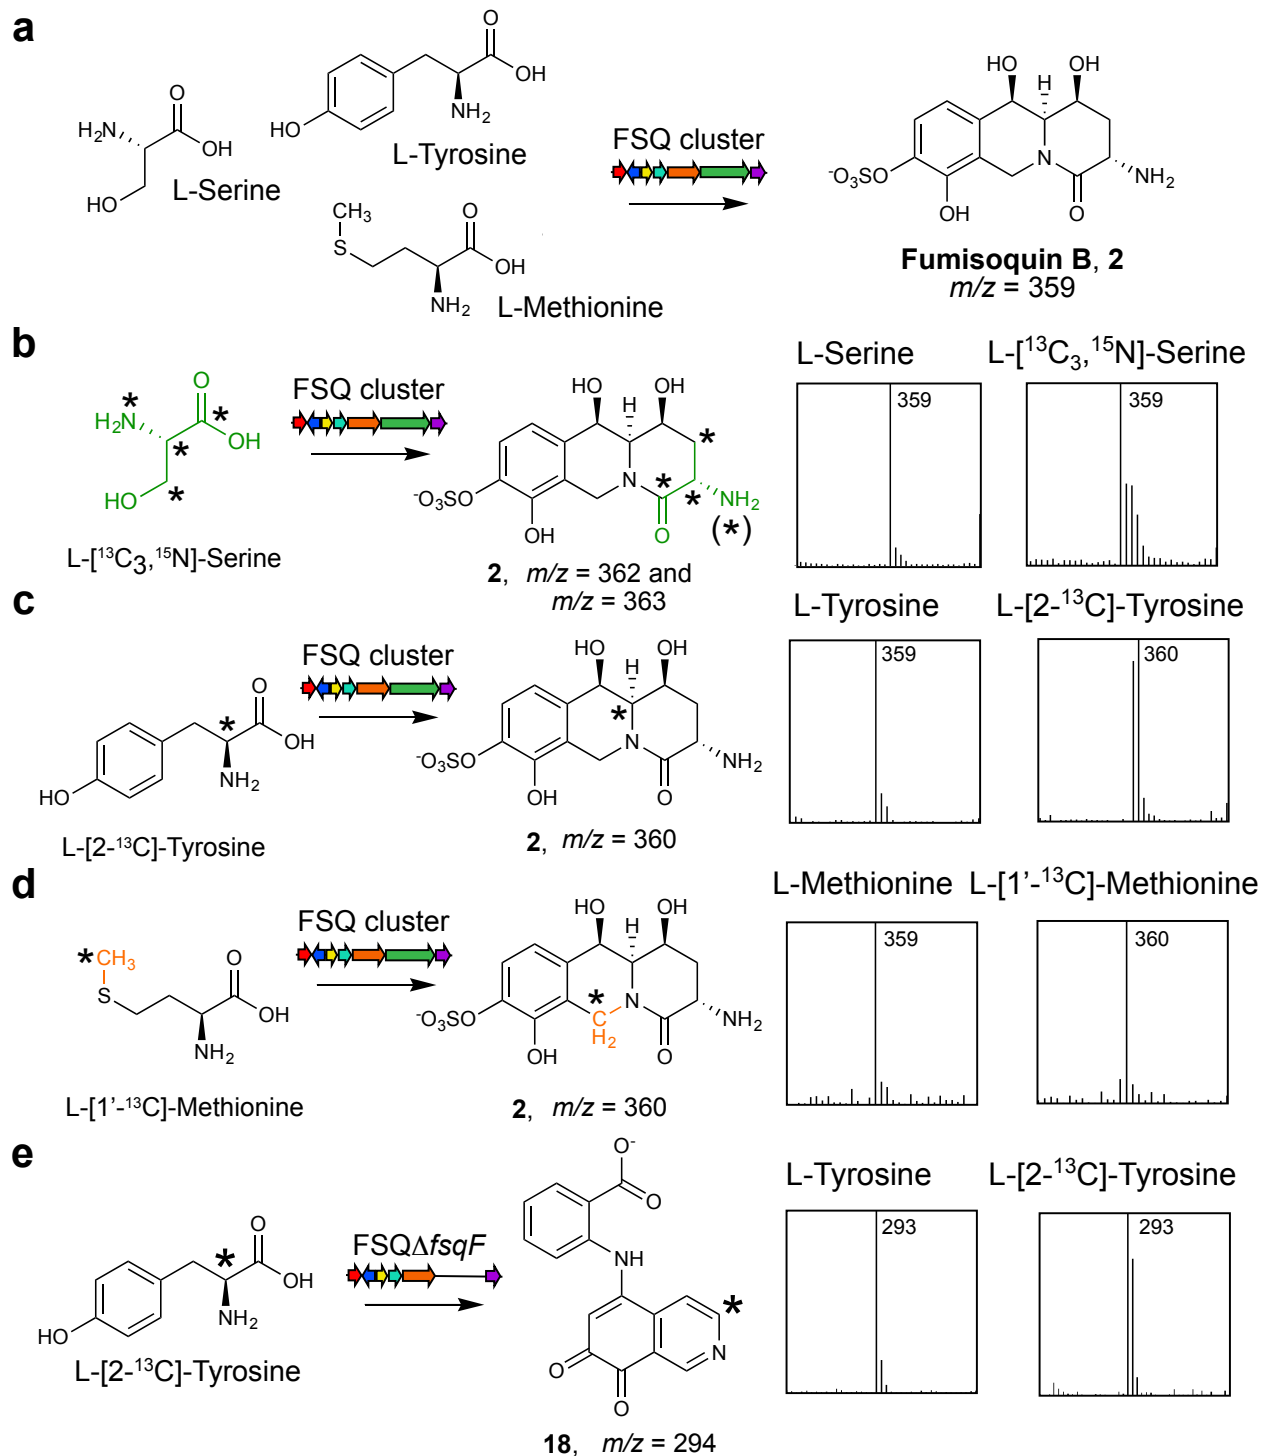 a
L-Serine
H₂N
O
OH
HO
L-Tyrosine
O
OH
NH₂
HO
L-Methionine
CH₃
S
O
OH
NH₂
FSQ cluster
HO
OH
H
N
⁻O₃SO
OH
O
NH₂
Fumisoquin B, 2
m/z = 359
b
H₂N
*
O
*
OH
*
HO
*
L-[¹³C₃,¹⁵N]-Serine
FSQ cluster
HO
OH
H
*
N
*
*
⁻O₃SO
NH₂
(*)
OH
O
2, m/z = 362 and
m/z = 363
L-Serine
359
L-[¹³C₃,¹⁵N]-Serine
359
c
O
*
OH
NH₂
HO
L-[2-¹³C]-Tyrosine
FSQ cluster
HO
OH
H
*
N
⁻O₃SO
NH₂
OH
O
2, m/z = 360
L-Tyrosine
359
L-[2-¹³C]-Tyrosine
360
d
*CH₃
S
O
OH
NH₂
L-[1’-¹³C]-Methionine
FSQ cluster
HO
OH
H
*
N
C
H₂
⁻O₃SO
NH₂
OH
O
2, m/z = 360
L-Methionine
359
L-[1’-¹³C]-Methionine
360
e
O
*
OH
NH₂
HO
L-[2-¹³C]-Tyrosine
FSQΔfsqF
O⁻
O
NH
*
N
O
O
18, m/z = 294
L-Tyrosine
293
L-[2-¹³C]-Tyrosine
293